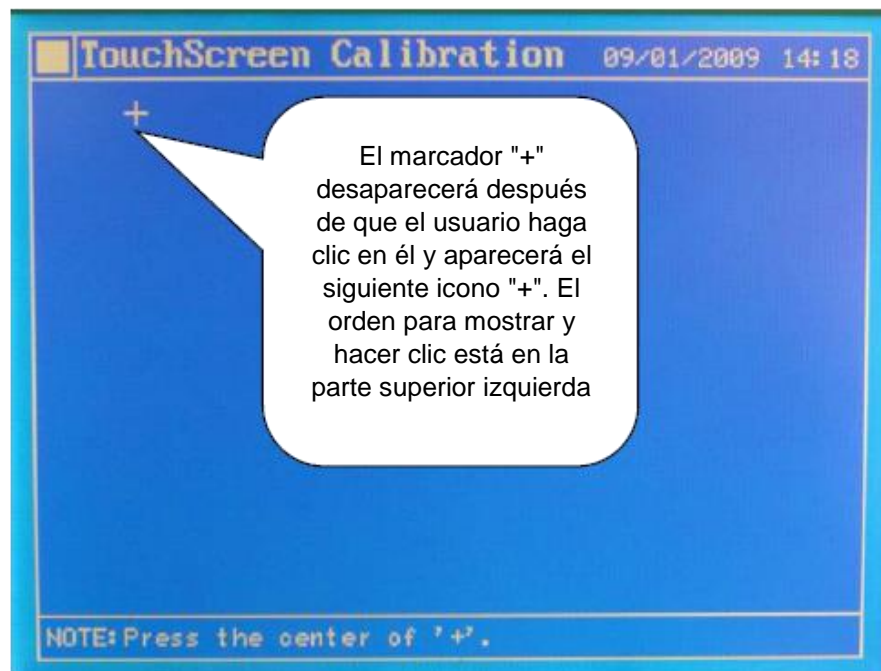 TouchScreen Calibration 09/01/2009 14:18
+
El marcador "+"
desaparecerá después
de que el usuario haga
clic en él y aparecerá el
siguiente icono "+". El
orden para mostrar y
hacer clic está en la
parte superior izquierda
NOTE:Press the center of '+'.